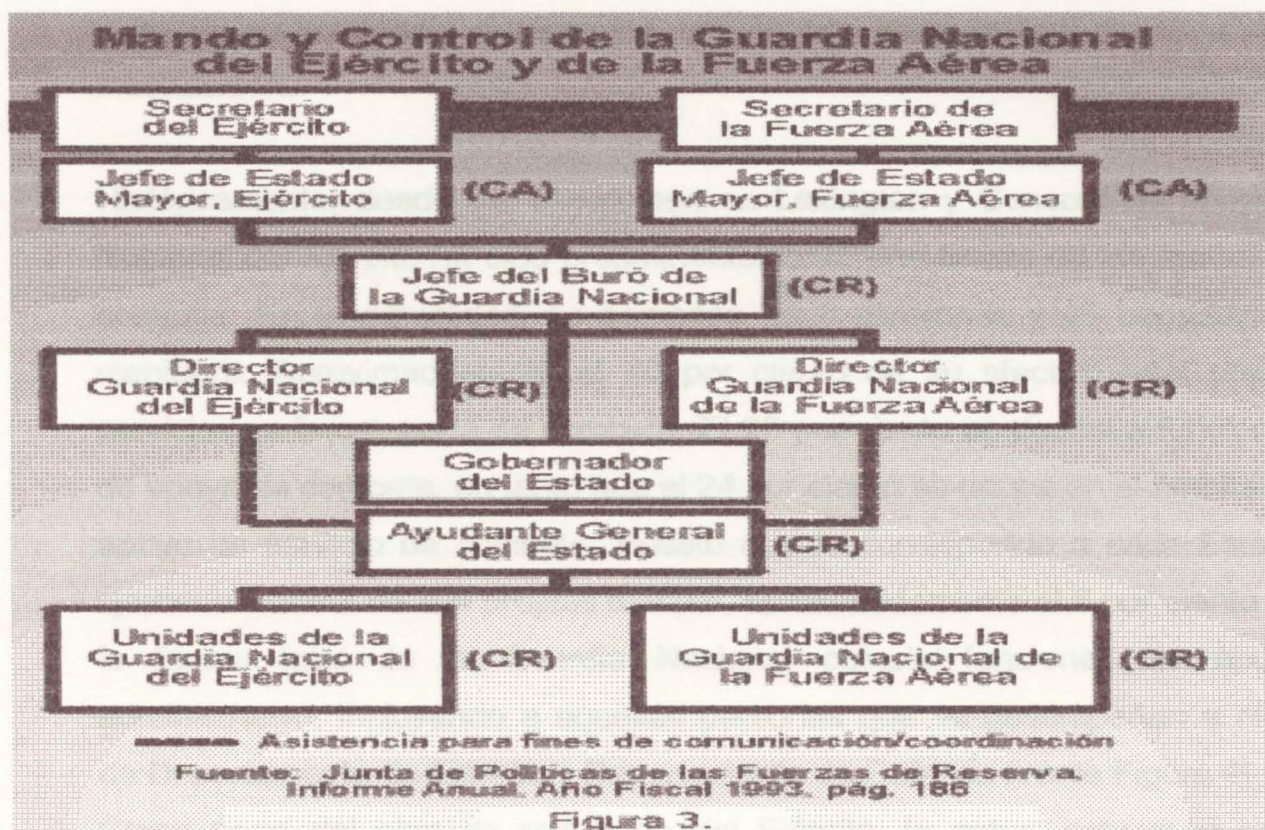 Mando y Control de la Guardia Nacional
del Ejército y de la Fuerza Aérea
Secretario
del Ejército
Secretario de
la Fuerza Aérea
Jefe de Estado
Mayor, Ejército
(CA)
Jefe de Estado
Mayor, Fuerza Aérea
(CA)
Jefe del Buró de
la Guardia Nacional
(CR)
Director
Guardia Nacional
del Ejército
(CR)
Director
Guardia Nacional
de la Fuerza Aérea
(CR)
Gobernador
del Estado
Ayudante General
del Estado
(CR)
Unidades de la
Guardia Nacional
del Ejército
(CR)
Unidades de la
Guardia Nacional de
la Fuerza Aérea
(CR)
Asistencia para fines de comunicación/coordinación
Fuente: Junta de Políticas de las Fuerzas de Reserva,
Informe Anual, Año Fiscal 1993, pág. 186
Figura 3.